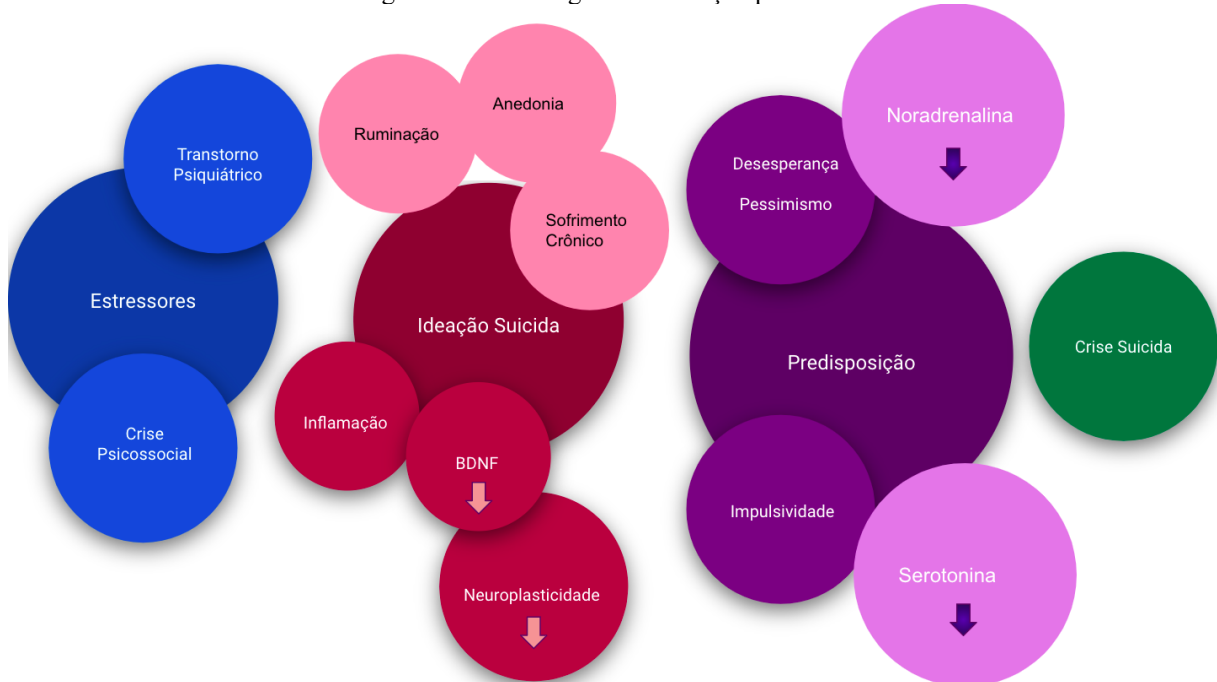 Transtorno
Psiquiátrico
Estressores
Crise
Psicossocial
Ruminação
Anedonia
Sofrimento
Crônico
Ideação Suicida
Inflamação
BDNF
Neuroplasticidade
Noradrenalina
Desesperança
Pessimismo
Predisposição
Impulsividade
Serotonina
Crise Suicida